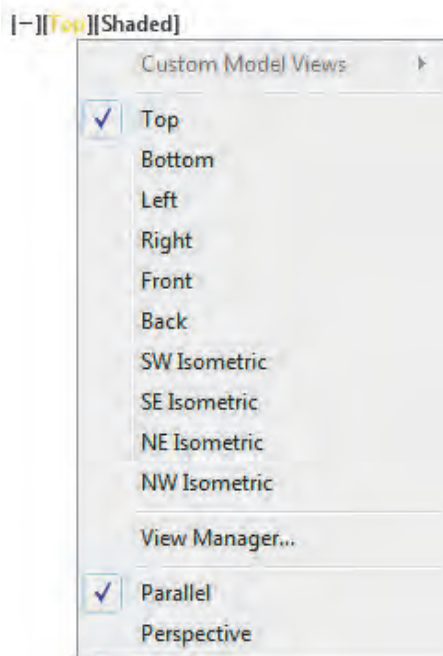 [−][Top][Shaded]
Custom Model Views
Top
Bottom
Left
Right
Front
Back
SW Isometric
SE Isometric
NE Isometric
NW Isometric
View Manager...
Parallel
Perspective